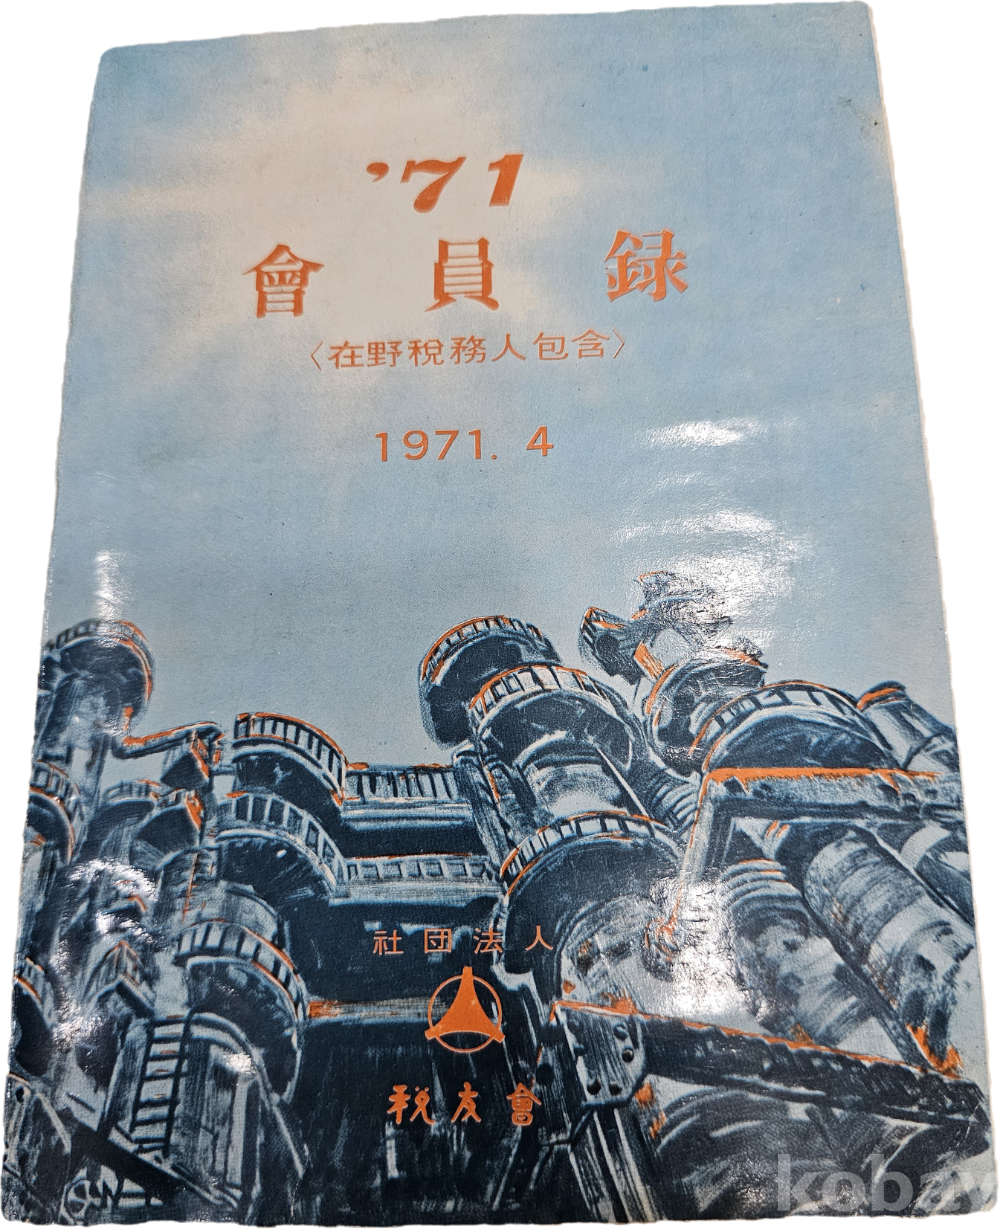 '71
會員録
〈在野稅務人包含〉
1971. 4
社団法人
税友會
kobay